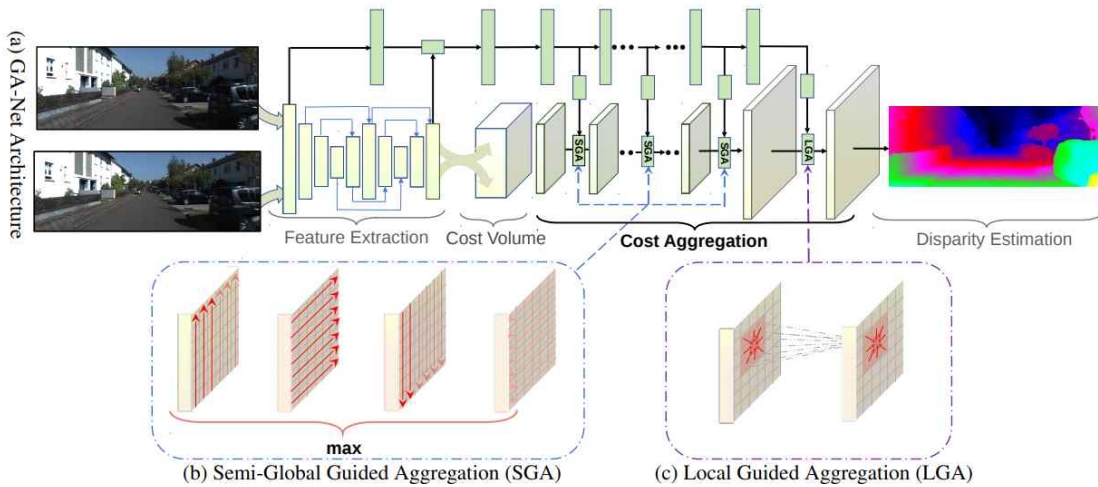 (a) GA-Net Architecture
SGA
SGA
SGA
LGA
Feature Extraction
Cost Volume
Cost Aggregation
Disparity Estimation
max
(b) Semi-Global Guided Aggregation (SGA)
(c) Local Guided Aggregation (LGA)